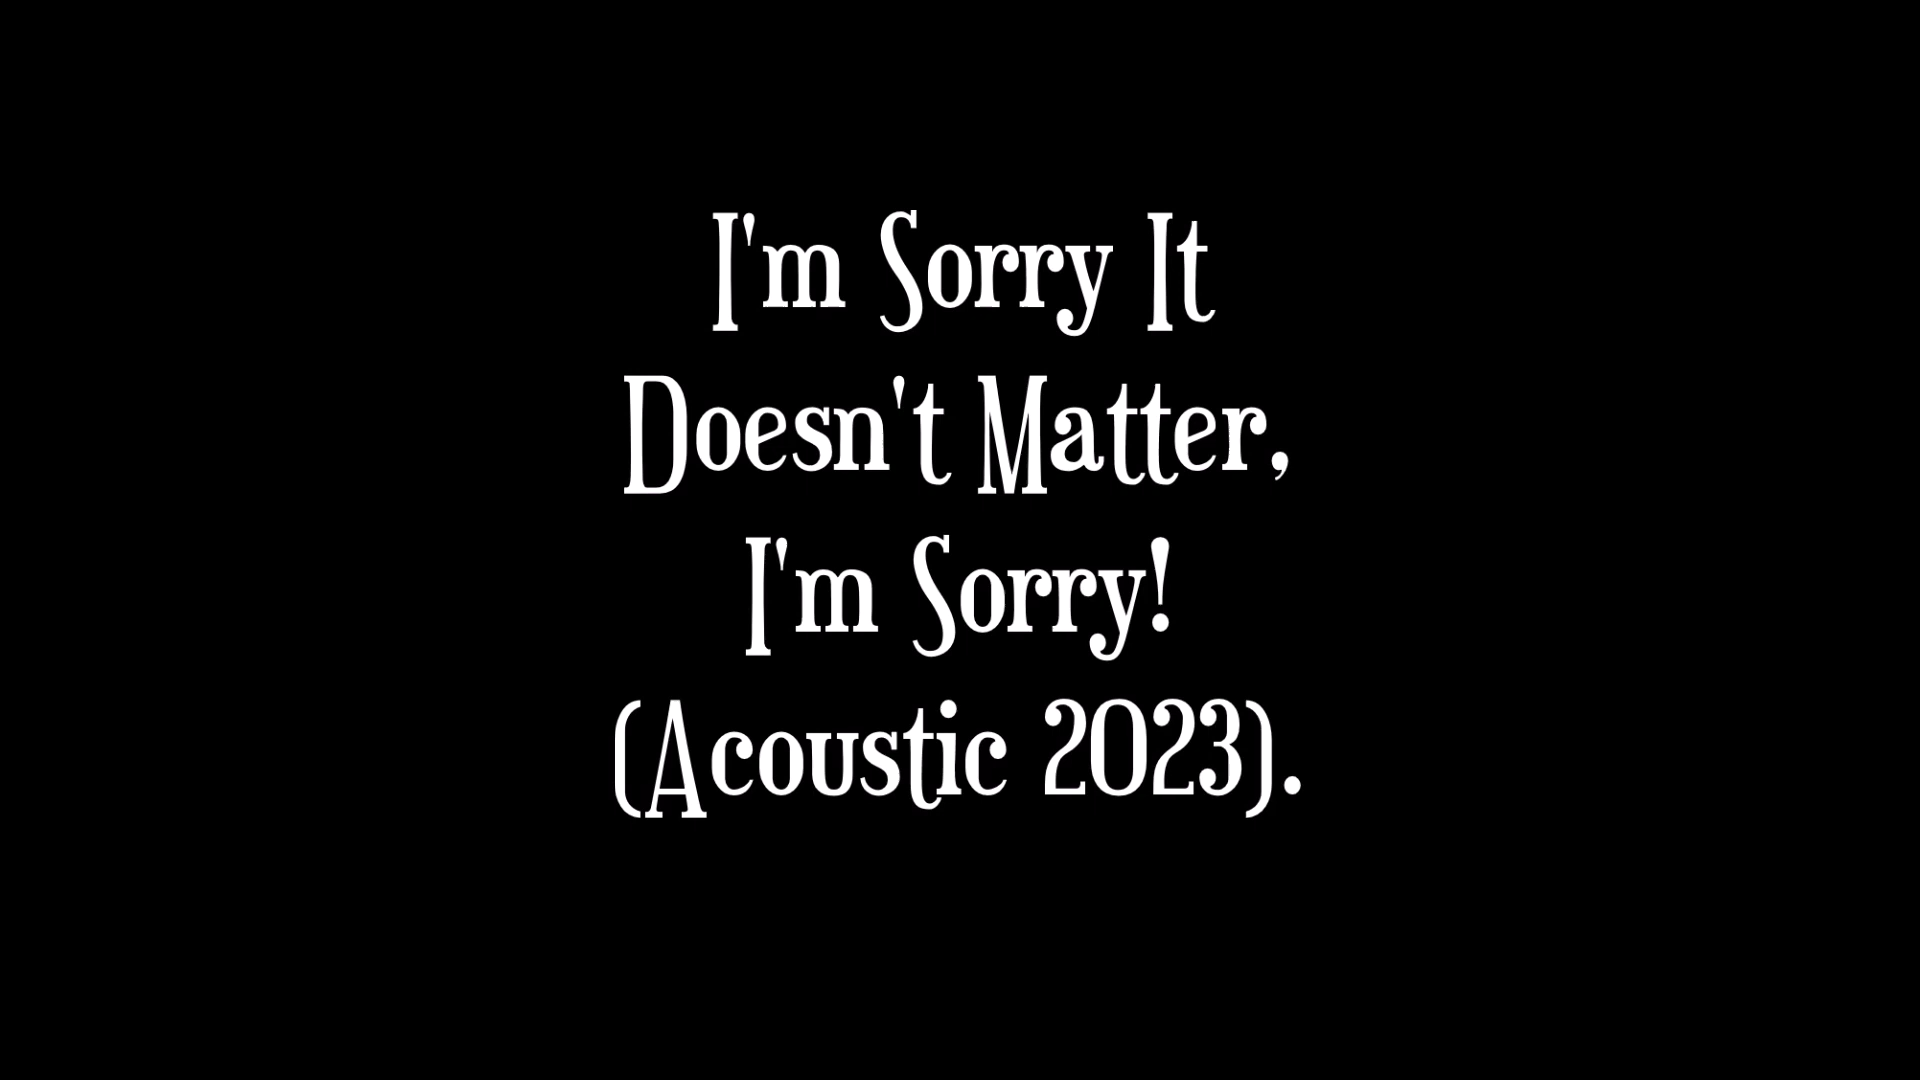 I'm Sorry It
Doesn't Matter,
I'm Sorry!
(Acoustic 2023).